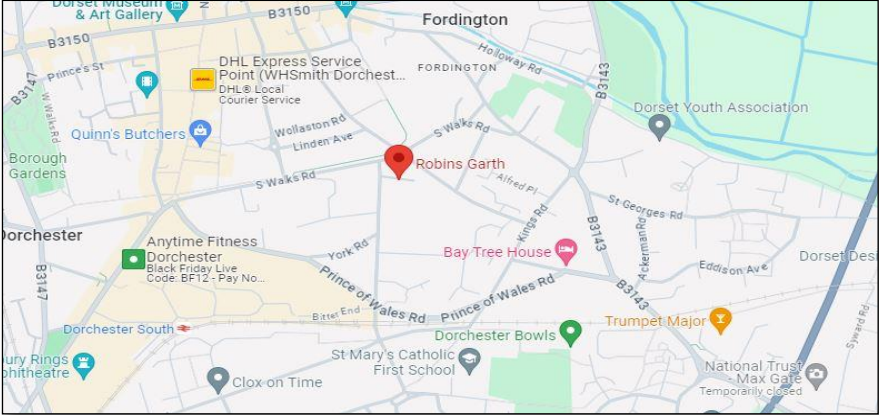 Dorset Museum
& Art Gallery
B3150
Fordington
B3150
Holloway Rd
B3143
Prince's St
DHL Express Service
Point (WHSmith Dorchest...
DHL® Local
Courier Service
FORDINGTON
B3147
W Walks Rd
Dorset Youth Association
Quinn's Butchers
Wollaston Rd
Linden Ave
S Walks Rd
Borough
Gardens
Robins Garth
S Walks Rd
Alfred Pl
St Georges Rd
Kings Rd
B3143
Ackerman Rd
Dorchester
Anytime Fitness
Dorchester
Black Friday Live
Code: BF12 - Pay No...
York Rd
Bay Tree House
Dorset Desi
Eddison Ave
B3147
Prince of Wales Rd
Prince of Wales Rd
B3143
Bitter End
Dorchester South
Dorchester Bowls
Trumpet Major
Syward Rd
bury Rings
phitheatre
St Mary's Catholic
First School
Clox on Time
National Trust
- Max Gate
Temporarily closed